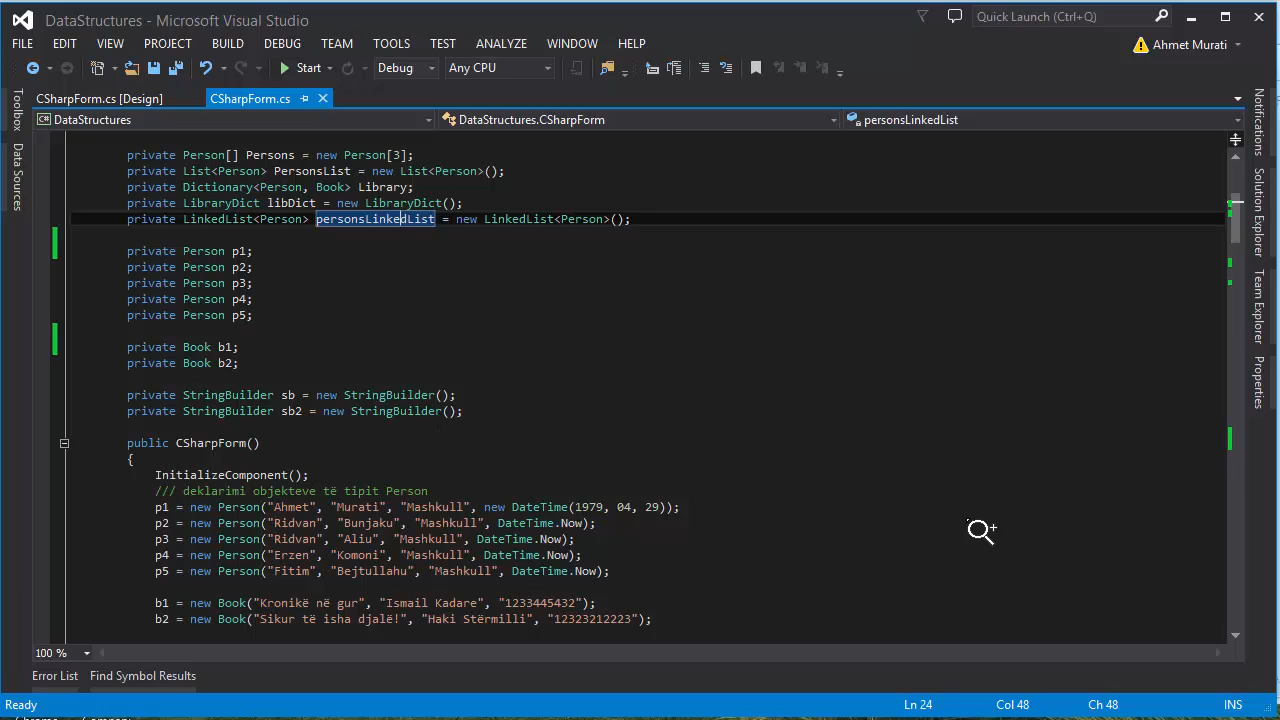 DataStructures - Microsoft Visual Studio
Quick Launch (Ctrl+Q)
FILE EDIT VIEW PROJECT BUILD DEBUG TEAM TOOLS TEST ANALYZE WINDOW HELP
Ahmet Murati
Start Debug Any CPU
CSharpForm.cs [Design] CSharpForm.cs
DataStructures DataStructures.CSharpForm personsLinkedList
Toolbox
Data Sources
Notifications
Solution Explorer
Team Explorer
Properties
private Person[] Persons = new Person[3];
private List<Person> PersonsList = new List<Person>();
private Dictionary<Person, Book> Library;
private LibraryDict libDict = new LibraryDict();
private LinkedList<Person> personsLinkedList = new LinkedList<Person>();
private Person p1;
private Person p2;
private Person p3;
private Person p4;
private Person p5;
private Book b1;
private Book b2;
private StringBuilder sb = new StringBuilder();
private StringBuilder sb2 = new StringBuilder();
public CSharpForm()
{
InitializeComponent();
/// deklarimi objekteve të tipit Person
p1 = new Person("Ahmet", "Murati", "Mashkull", new DateTime(1979, 04, 29));
p2 = new Person("Ridvan", "Bunjaku", "Mashkull", DateTime.Now);
p3 = new Person("Ridvan", "Aliu", "Mashkull", DateTime.Now);
p4 = new Person("Erzen", "Komoni", "Mashkull", DateTime.Now);
p5 = new Person("Fitim", "Bejtullahu", "Mashkull", DateTime.Now);
b1 = new Book("Kronikë në gur", "Ismail Kadare", "1233445432");
b2 = new Book("Sikur të isha djalë!", "Haki Stërmilli", "12323212223");
100 %
Error List Find Symbol Results
Ready Ln 24 Col 48 Ch 48 INS